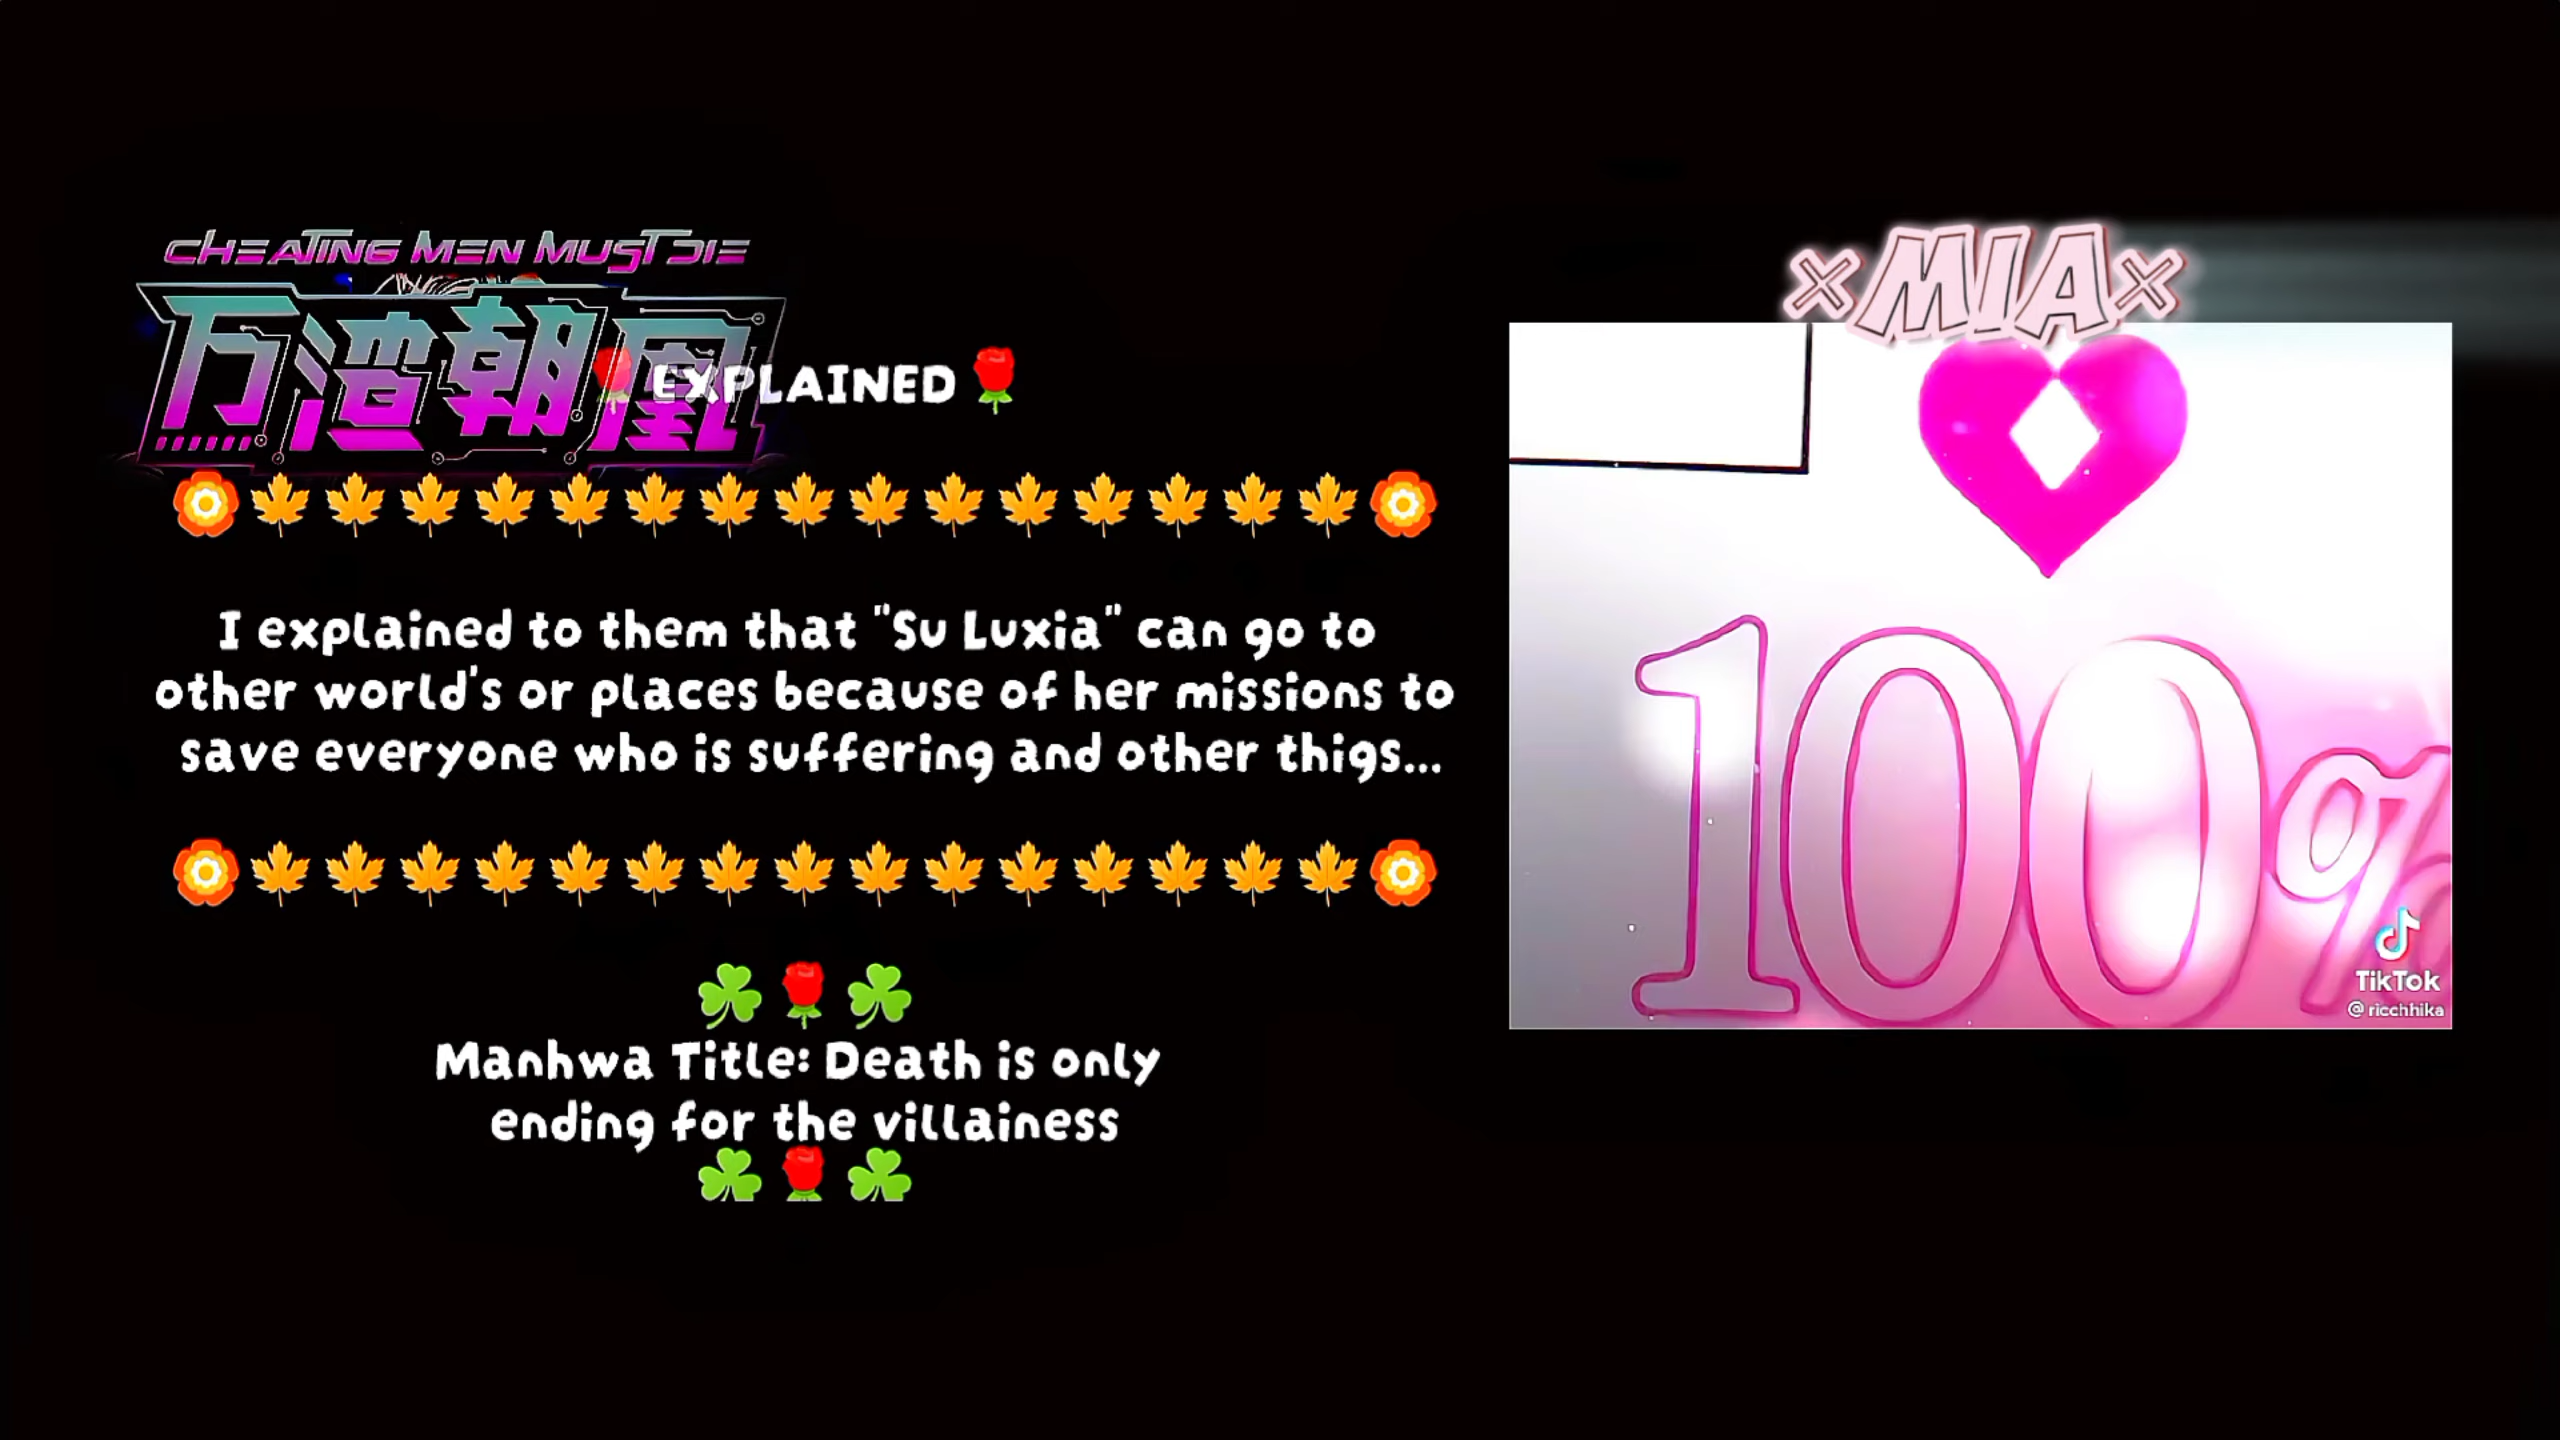 CHEATING MEN MUST DIE
万渣朝凰
EXPLAINED
I explained to them that "Su Luxia" can go to
other world's or places because of her missions to
save everyone who is suffering and other thigs...
Manhwa Title: Death is only
ending for the villainess
×MIA×
100%
TikTok
@ricchhika